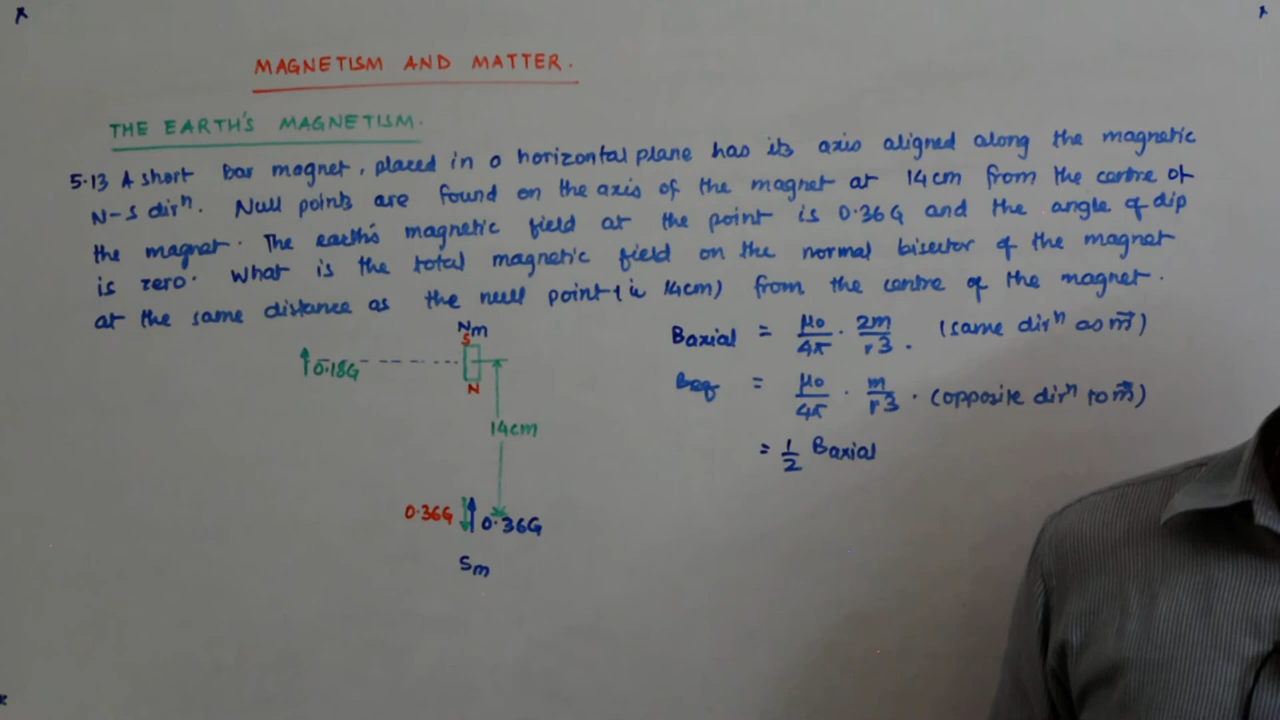 MAGNETISM AND MATTER.
THE EARTH'S MAGNETISM.
5.13 A short bar magnet, placed in a horizontal plane has its axis aligned along the magnetic
N-S dirⁿ. Null points are found on the axis of the magnet at 14cm from the centre of
the magnet. The earth's magnetic field at the point is 0.36G and the angle of dip
is zero. What is the total magnetic field on the normal bisector of the magnet
at the same distance as the null point (ie 14cm) from the centre of the magnet.
Nm
S
0.18G
N
14cm
0.36G 0.36G
Sm
Baxial = μ0/4π . 2m/r3 . (same dirⁿ as m⃗)
Beq = μ0/4π . m/r3 . (opposite dirⁿ to m⃗)
= 1/2 Baxial